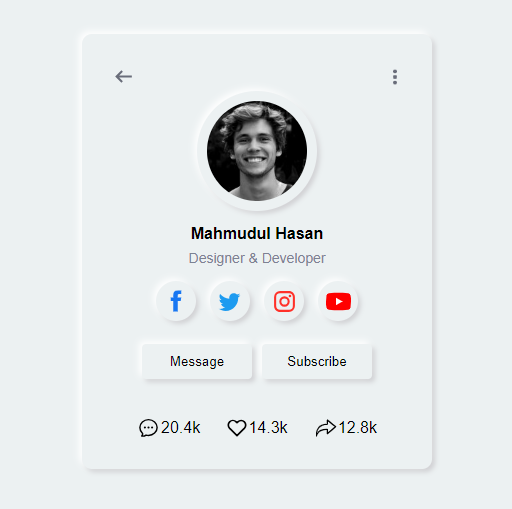 Mahmudul Hasan
Designer & Developer
Message Subscribe
20.4k 14.3k 12.8k